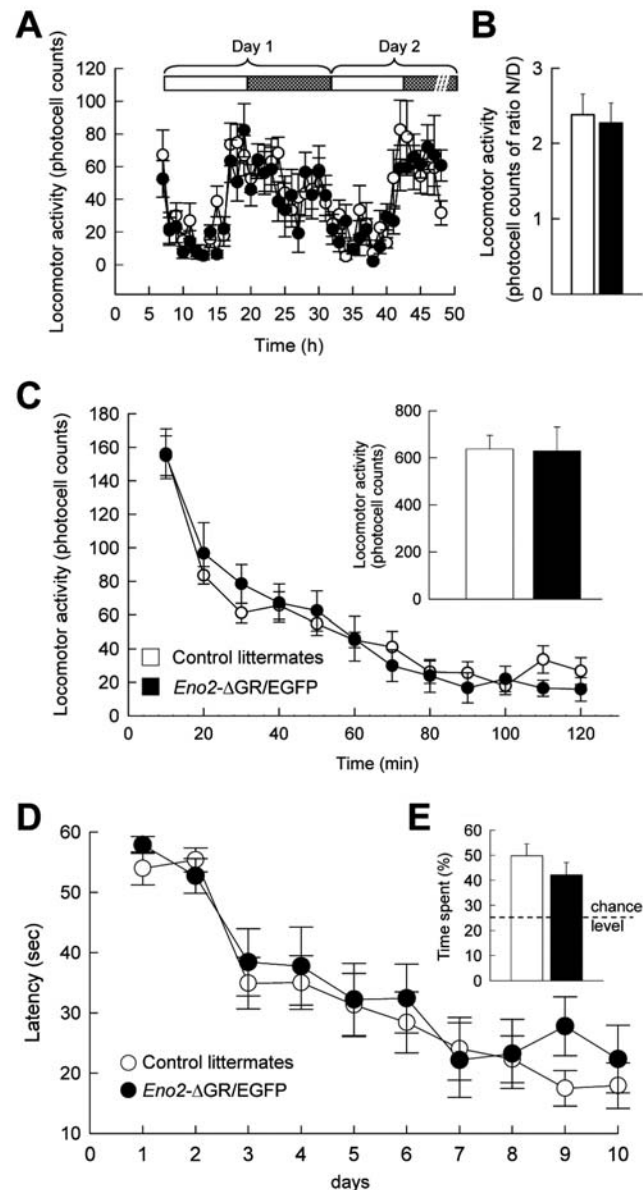 A
Day 1
Day 2
Locomotor activity (photocell counts)
120
100
80
60
40
20
0
0 5 10 15 20 25 30 35 40 45 50
Time (h)
B
Locomotor activity
(photocell counts of ratio N/D)
3
2
1
0
C
Locomotor activity (photocell counts)
180
160
140
120
100
80
60
40
20
0
0 20 40 60 80 100 120
Time (min)
Control littermates
Eno2-ΔGR/EGFP
Locomotor activity
(photocell counts)
800
600
400
200
0
D
Latency (sec)
60
50
40
30
20
10
0 1 2 3 4 5 6 7 8 9 10
days
Control littermates
Eno2-ΔGR/EGFP
E
Time spent (%)
60
50
40
30
20
10
0
chance
level